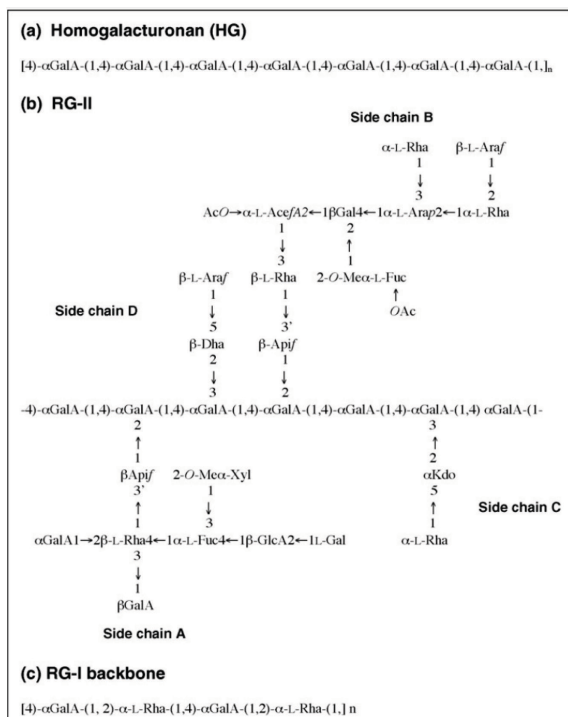 (a) Homogalacturonan (HG)
[4)-αGalA-(1,4)-αGalA-(1,4)-αGalA-(1,4)-αGalA-(1,4)-αGalA-(1,4)-αGalA-(1,4)-αGalA-(1,]n
(b) RG-II
Side chain B
α-L-Rha β-L-Araf
1 1
↓ ↓
3 2
AcO→α-L-AcefA2←1βGal4←1α-L-Arap2←1α-L-Rha
1 2
↓ ↑
3 1
β-L-Araf β-L-Rha 2-O-Meα-L-Fuc
1 1 ↑
Side chain D ↓ ↓ OAc
5 3'
β-Dha β-Apif
2 1
↓ ↓
3 2
-4)-αGalA-(1,4)-αGalA-(1,4)-αGalA-(1,4)-αGalA-(1,4)-αGalA-(1,4)-αGalA-(1,4) αGalA-(1-
2 3
↑ ↑
1 2
βApif 2-O-Meα-Xyl αKdo
3' 1 5
↑ ↓ ↑ Side chain C
1 3 1
αGalA1→2β-L-Rha4←1α-L-Fuc4←1β-GlcA2←1L-Gal α-L-Rha
3
↓
1
βGalA
Side chain A
(c) RG-I backbone
[4)-αGalA-(1, 2)-α-L-Rha-(1,4)-αGalA-(1,2)-α-L-Rha-(1,] n